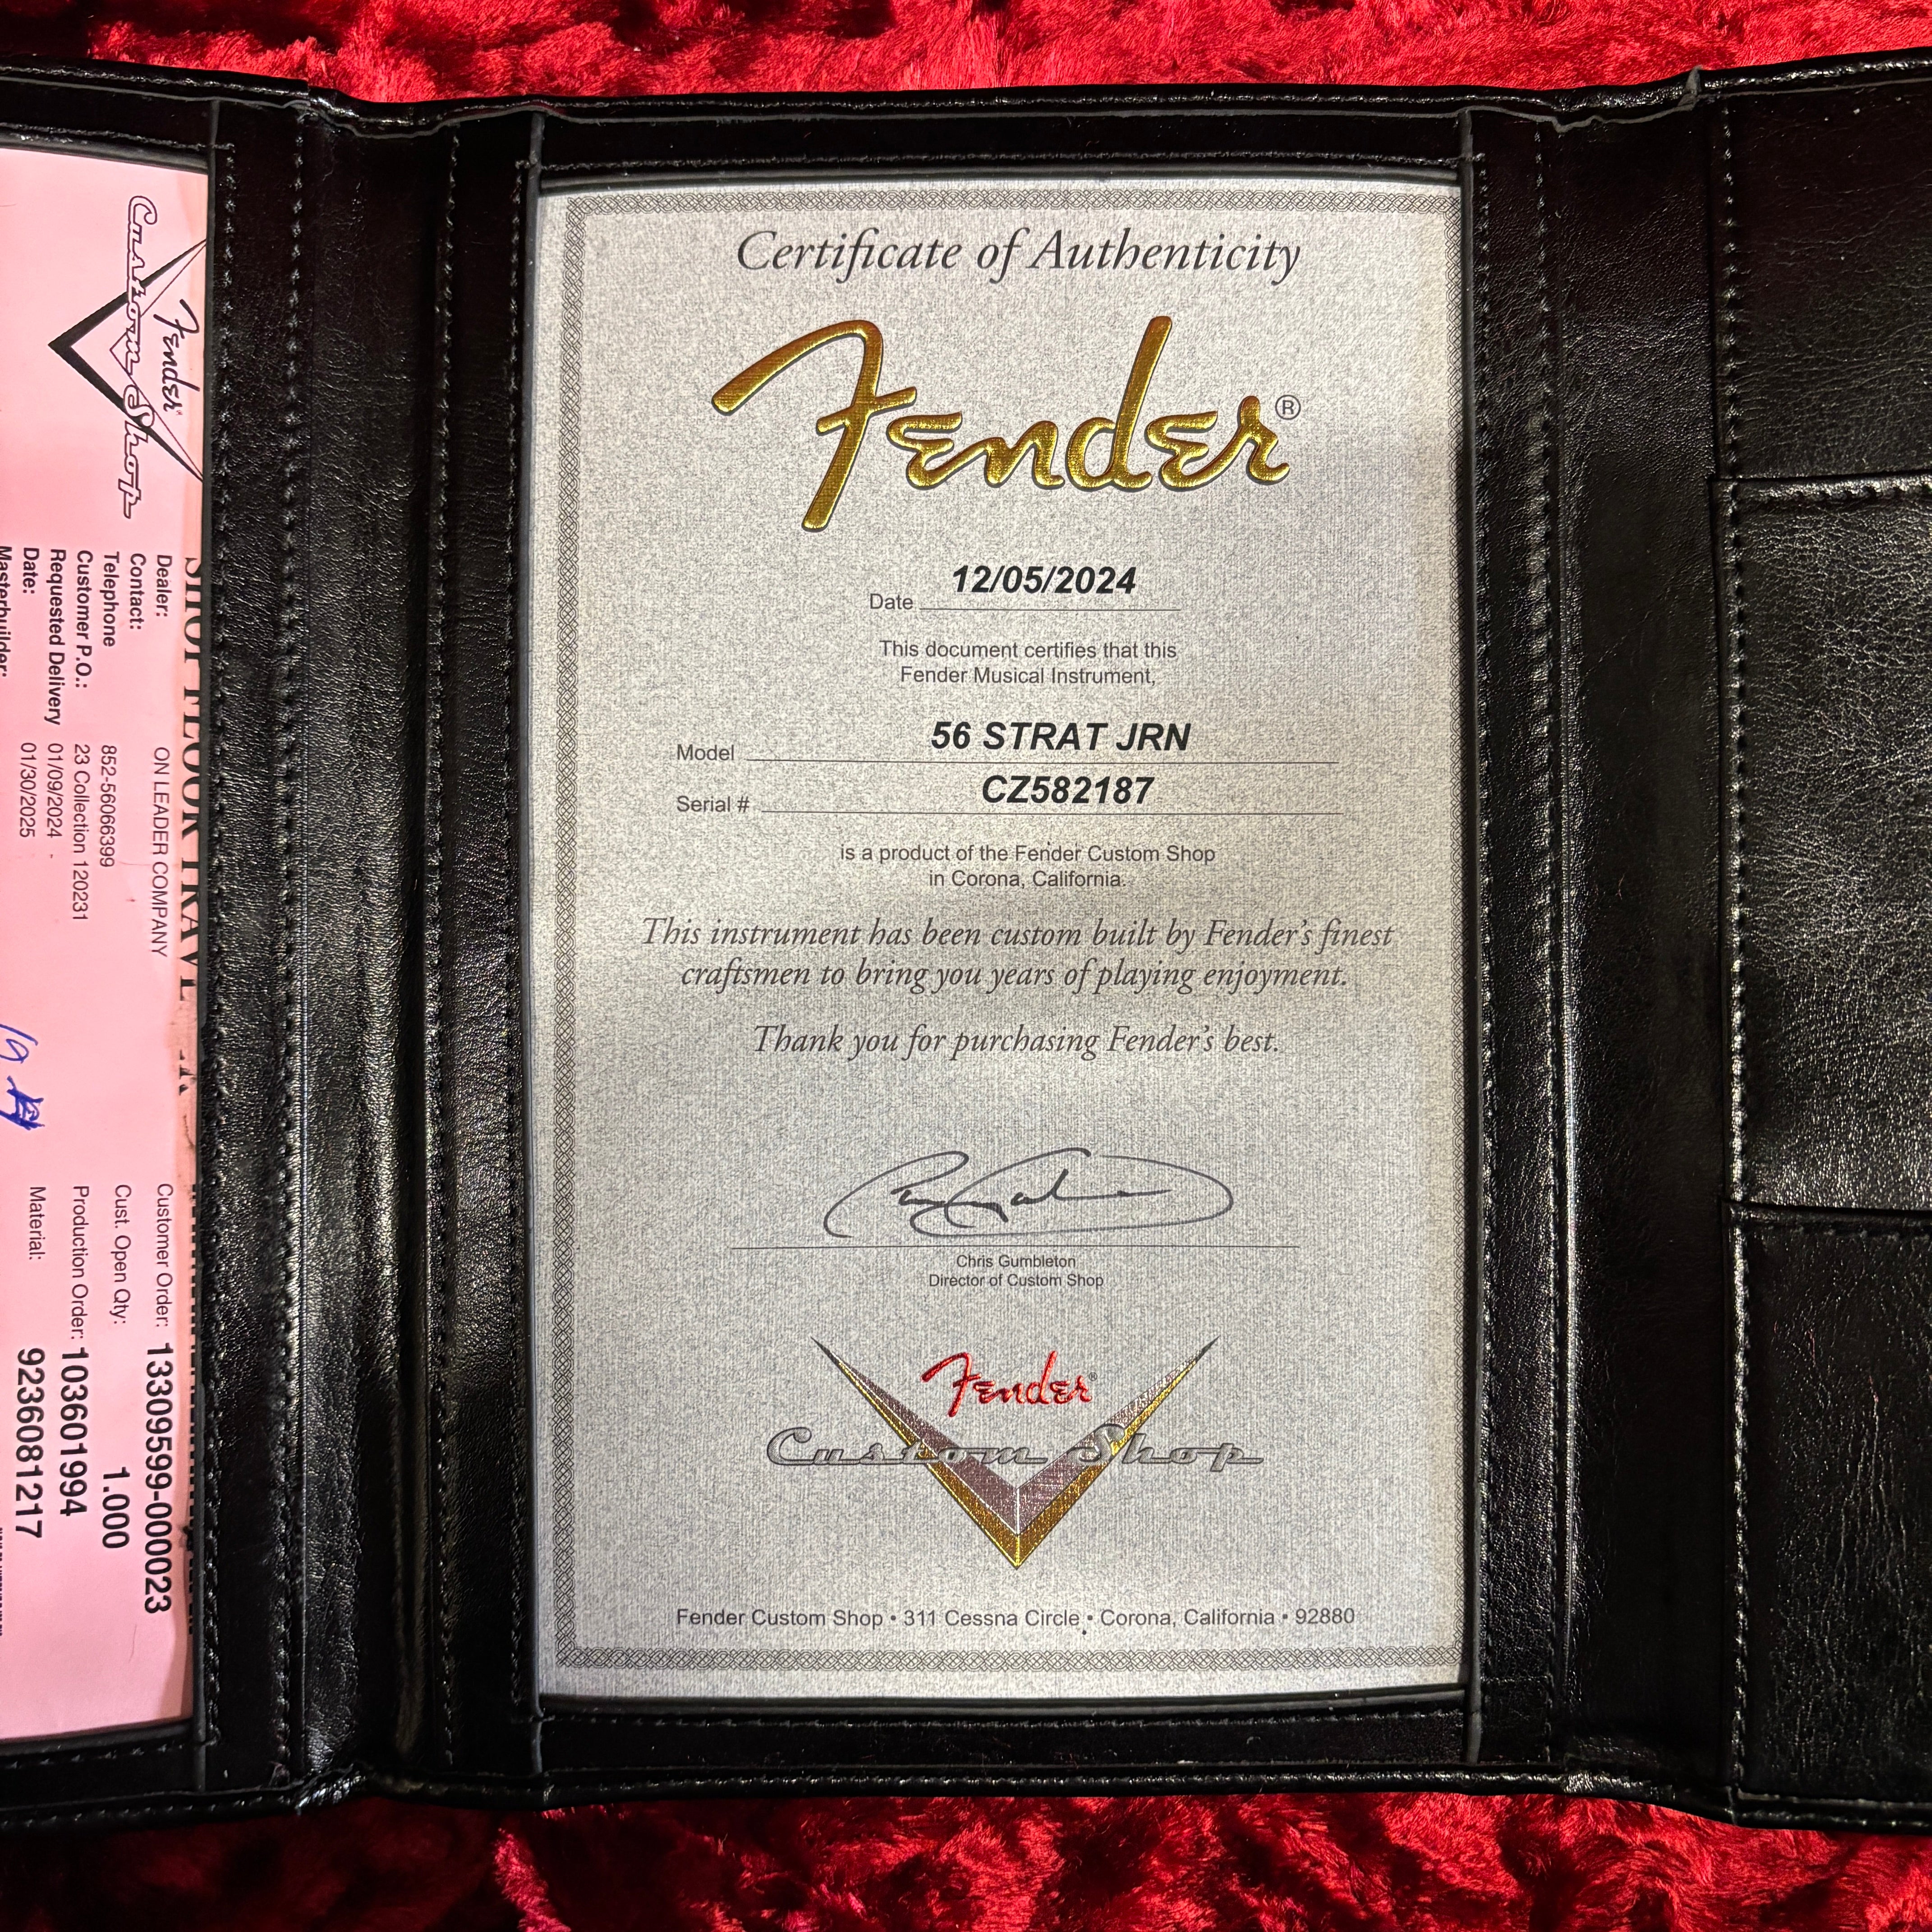 Fender
Custom Shop
SHOP FLOOR
Dealer: ON LEADER COMPANY
Contact:
Telephone 852-56066399
Customer P.O.: 23 Collection 120231
Requested Delivery 01/09/2024
Date: 01/30/2025
Masterbuilder:
Customer Order: 13309599-000023
Cust. Open Qty: 1.000
Production Order: 103601994
Material: 9236081217
Certificate of Authenticity
Fender®
Date 12/05/2024
This document certifies that this
Fender Musical Instrument,
Model 56 STRAT JRN
Serial # CZ582187
is a product of the Fender Custom Shop
in Corona, California.
This instrument has been custom built by Fender's finest
craftsmen to bring you years of playing enjoyment.
Thank you for purchasing Fender's best.
Chris Gumbleton
Director of Custom Shop
Fender
Custom Shop
Fender Custom Shop • 311 Cessna Circle • Corona, California • 92880